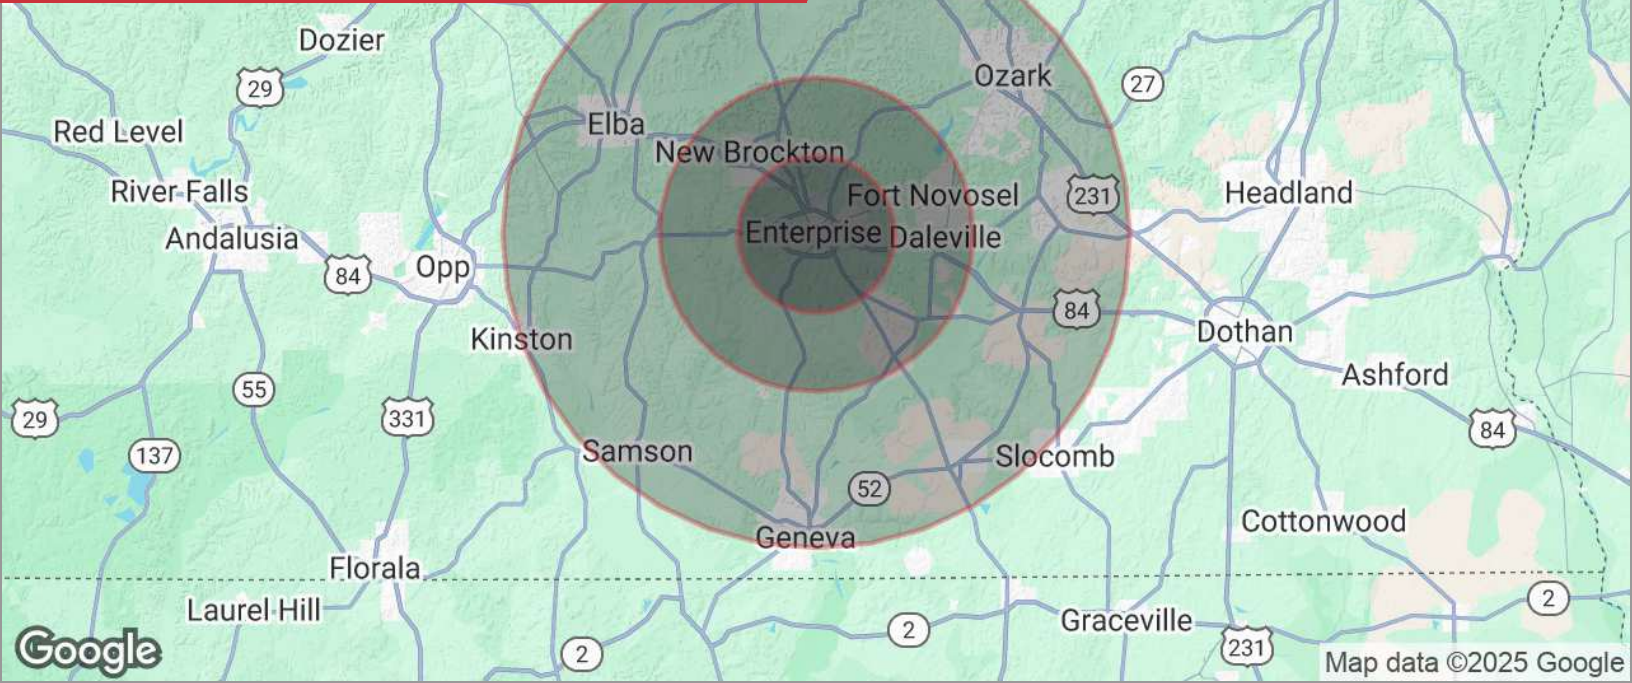 Dozier
Ozark
29
27
Elba
Red Level
New Brockton
River Falls
Fort Novosel
231
Headland
Andalusia
Enterprise
Daleville
84
Opp
84
Dothan
Kinston
Ashford
55
29
331
84
137
Samson
Slocomb
52
Cottonwood
Geneva
Florala
2
Laurel Hill
Graceville
2
Google
2
231
Map data ©2025 Google